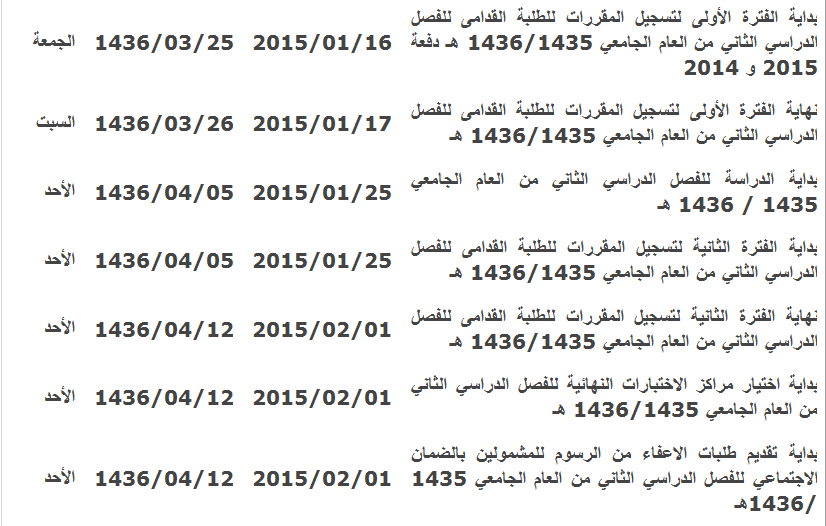 بداية الفترة الأولى لتسجيل المقررات للطلبة القدامى للفصل
الدراسي الثاني من العام الجامعي 1436/1435 هـ دفعة
2015 و 2014
2015/01/16
1436/03/25
الجمعة
نهاية الفترة الأولى لتسجيل المقررات للطلبة القدامى للفصل
الدراسي الثاني من العام الجامعي 1436/1435 هـ
2015/01/17
1436/03/26
السبت
بداية الدراسة للفصل الدراسي الثاني من العام الجامعي
1435 / 1436 هـ
2015/01/25
1436/04/05
الأحد
بداية الفترة الثانية لتسجيل المقررات للطلبة القدامى للفصل
الدراسي الثاني من العام الجامعي 1436/1435 هـ
2015/01/25
1436/04/05
الأحد
نهاية الفترة الثانية لتسجيل المقررات للطلبة القدامى للفصل
الدراسي الثاني من العام الجامعي 1436/1435 هـ
2015/02/01
1436/04/12
الأحد
بداية اختيار مراكز الاختبارات النهائية للفصل الدراسي الثاني
من العام الجامعي 1436/1435 هـ
2015/02/01
1436/04/12
الأحد
بداية تقديم طلبات الاعفاء من الرسوم للمشمولين بالضمان
الاجتماعي للفصل الدراسي الثاني من العام الجامعي 1435
/1436هـ
2015/02/01
1436/04/12
الأحد